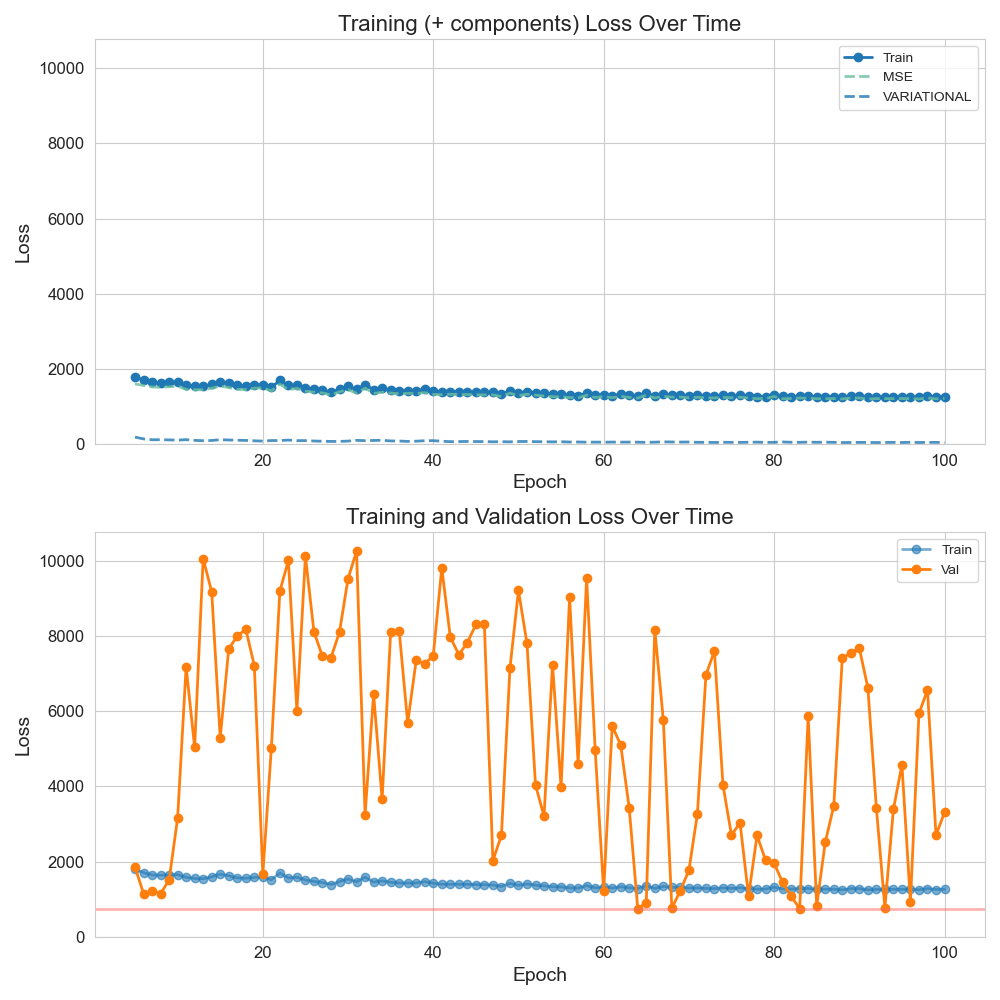 Training (+ components) Loss Over Time
Train
MSE
VARIATIONAL
10000
8000
6000
4000
2000
0
Loss
20 40 60 80 100
Epoch
Training and Validation Loss Over Time
Train
Val
10000
8000
6000
4000
2000
0
Loss
20 40 60 80 100
Epoch